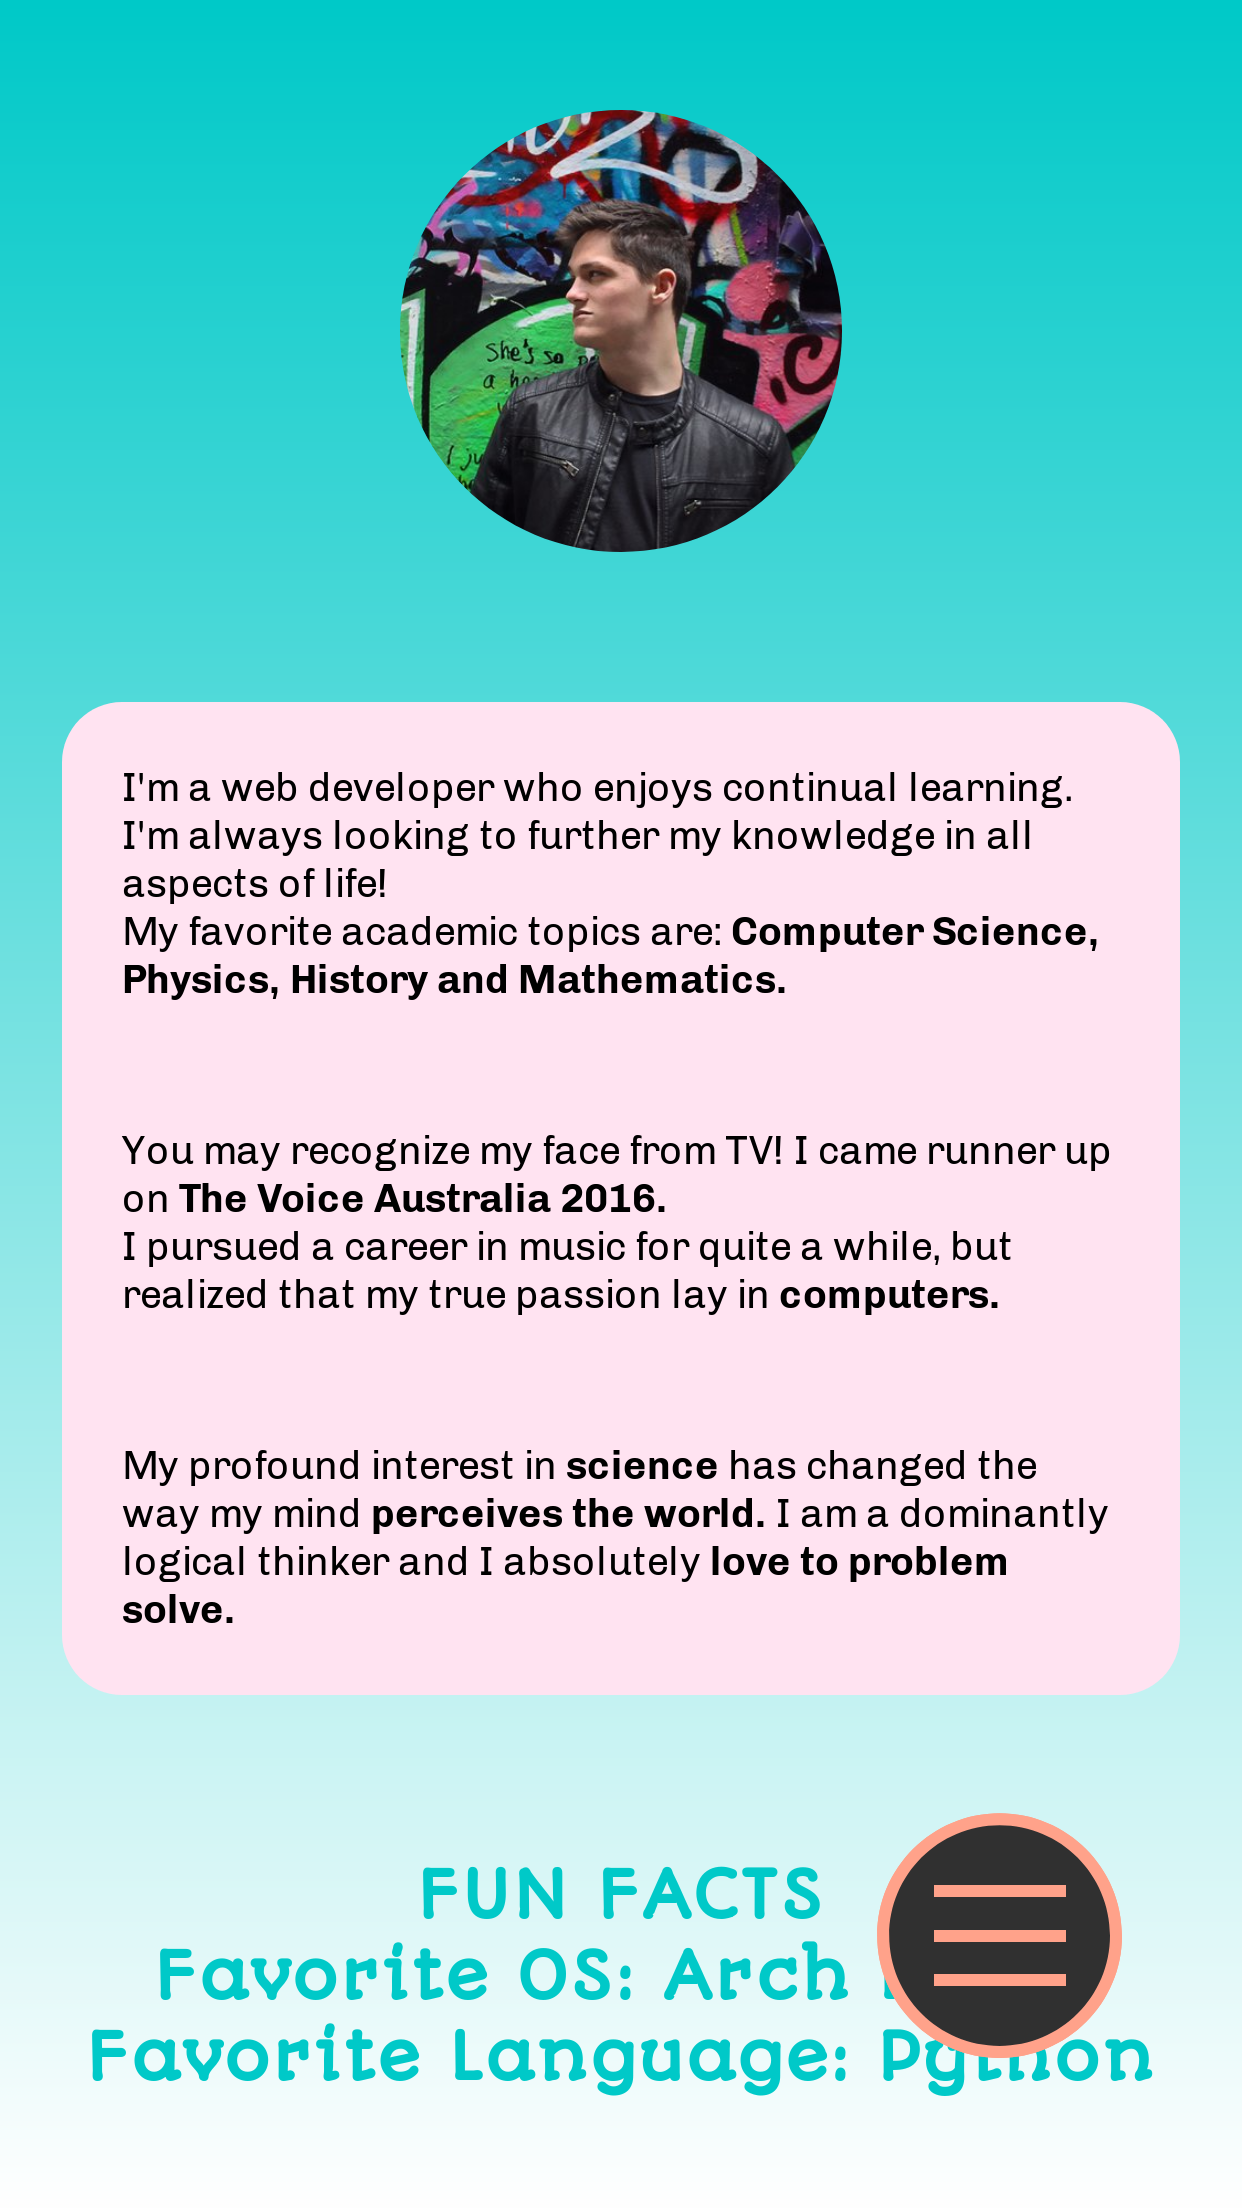 She's so
a
I'm a web developer who enjoys continual learning.
I'm always looking to further my knowledge in all
aspects of life!
My favorite academic topics are: Computer Science,
Physics, History and Mathematics.
You may recognize my face from TV! I came runner up
on The Voice Australia 2016.
I pursued a career in music for quite a while, but
realized that my true passion lay in computers.
My profound interest in science has changed the
way my mind perceives the world. I am a dominantly
logical thinker and I absolutely love to problem
solve.
FUN FACTS
Favorite OS: Arch
Favorite Language: Python